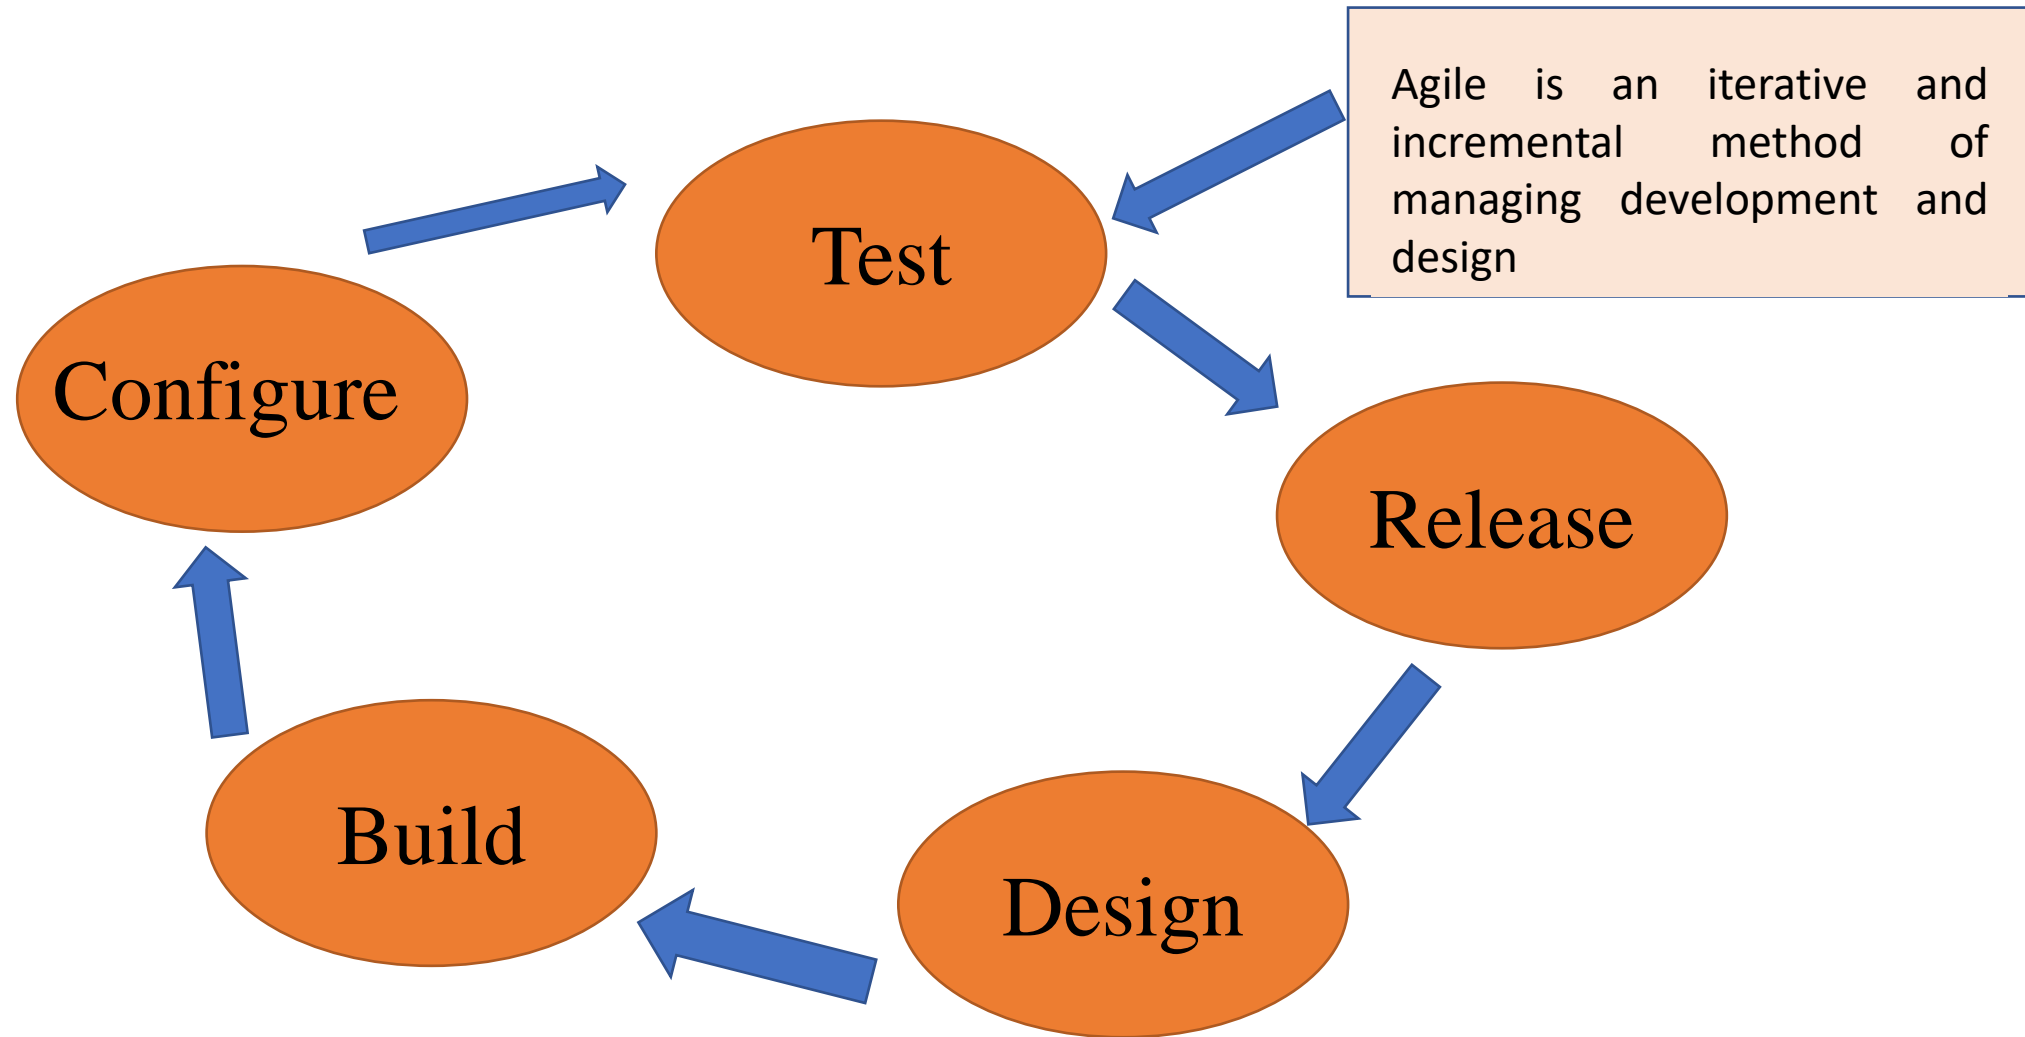 Agile is an iterative and
incremental method of
managing development and
design
Test
Configure
Release
Build
Design